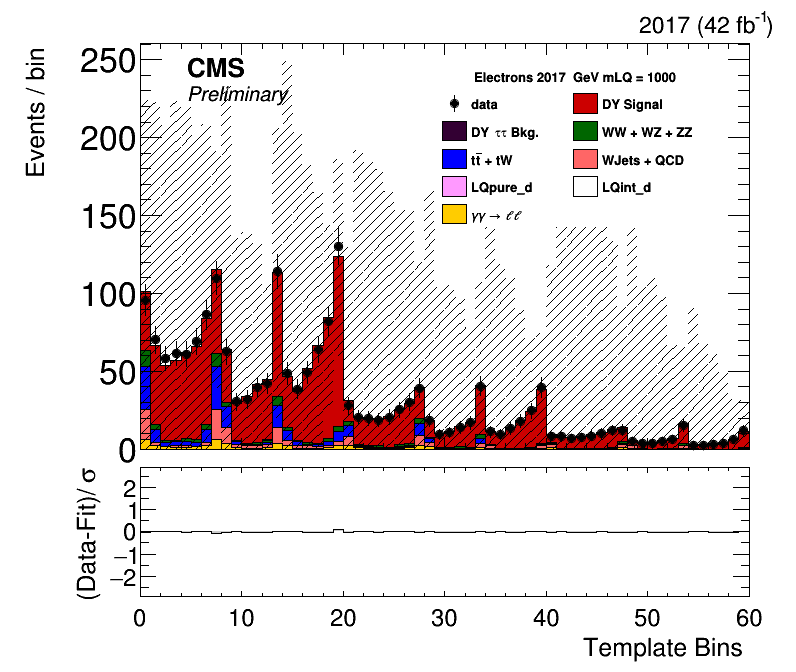 2017 (42 fb⁻¹)
CMS
Preliminary
Electrons 2017 GeV mLQ = 1000
data
DY Signal
DY ττ Bkg.
WW + WZ + ZZ
tt̄ + tW
WJets + QCD
LQpure_d
LQint_d
γγ → ℓℓ
Events / bin
250
200
150
100
50
0
(Data-Fit)/ σ
2
1
0
−1
−2
0 10 20 30 40 50 60
Template Bins